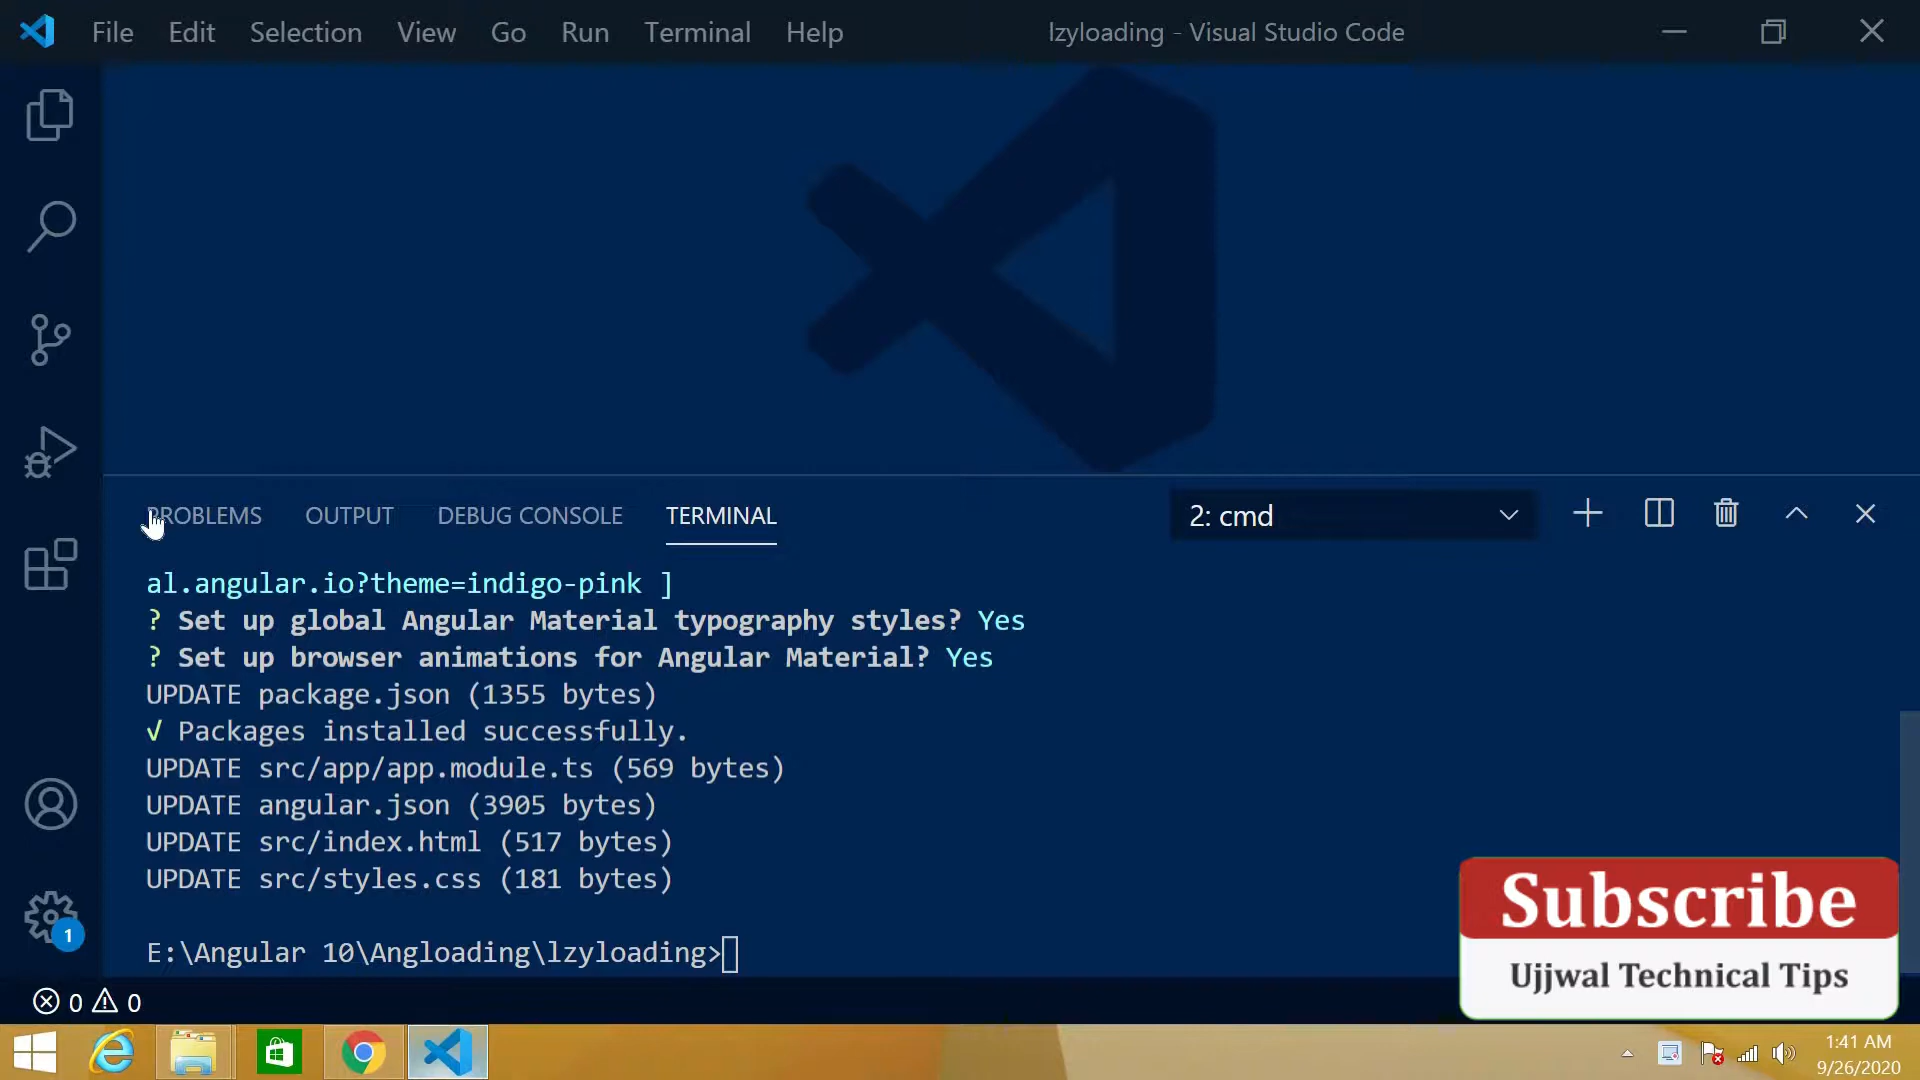 File Edit Selection View Go Run Terminal Help lzyloading - Visual Studio Code
PROBLEMS OUTPUT DEBUG CONSOLE TERMINAL 2: cmd
al.angular.io?theme=indigo-pink ]
? Set up global Angular Material typography styles? Yes
? Set up browser animations for Angular Material? Yes
UPDATE package.json (1355 bytes)
√ Packages installed successfully.
UPDATE src/app/app.module.ts (569 bytes)
UPDATE angular.json (3905 bytes)
UPDATE src/index.html (517 bytes)
UPDATE src/styles.css (181 bytes)
E:\Angular 10\Angloading\lzyloading>
1
Subscribe
Ujjwal Technical Tips
0 0
1:41 AM
9/26/2020